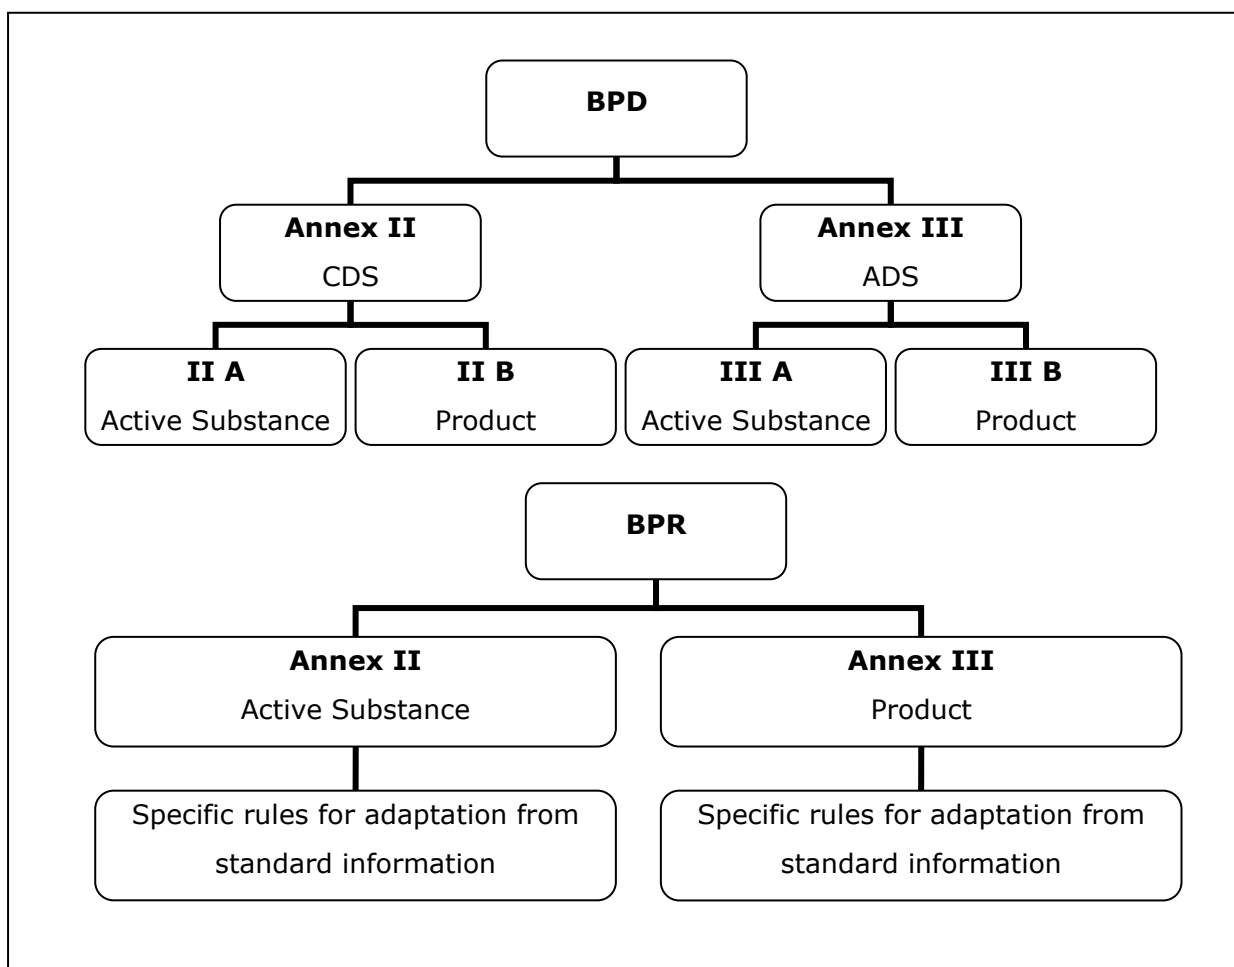 BPD
Annex II
CDS
Annex III
ADS
II A
Active Substance
II B
Product
III A
Active Substance
III B
Product
BPR
Annex II
Active Substance
Annex III
Product
Specific rules for adaptation from
standard information
Specific rules for adaptation from
standard information